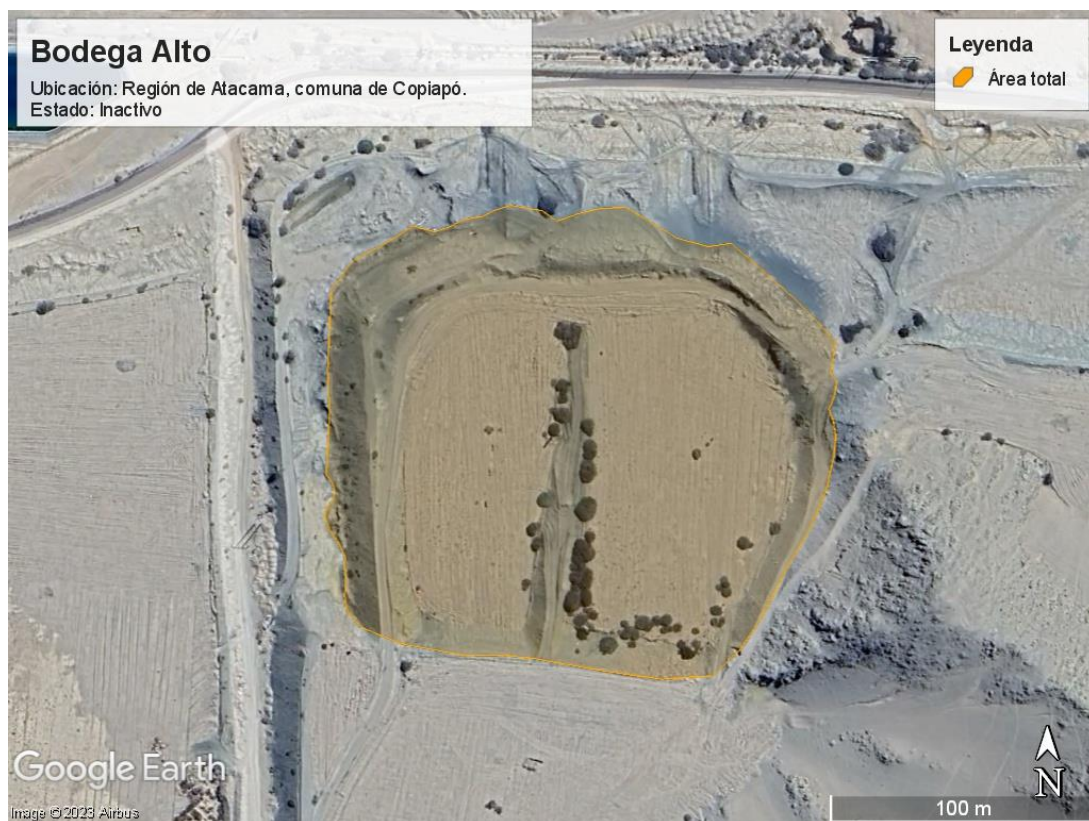 Bodega Alto
Ubicación: Región de Atacama, comuna de Copiapó.
Estado: Inactivo
Leyenda
Área total
Google Earth
N
Image © 2023 Airbus
100 m